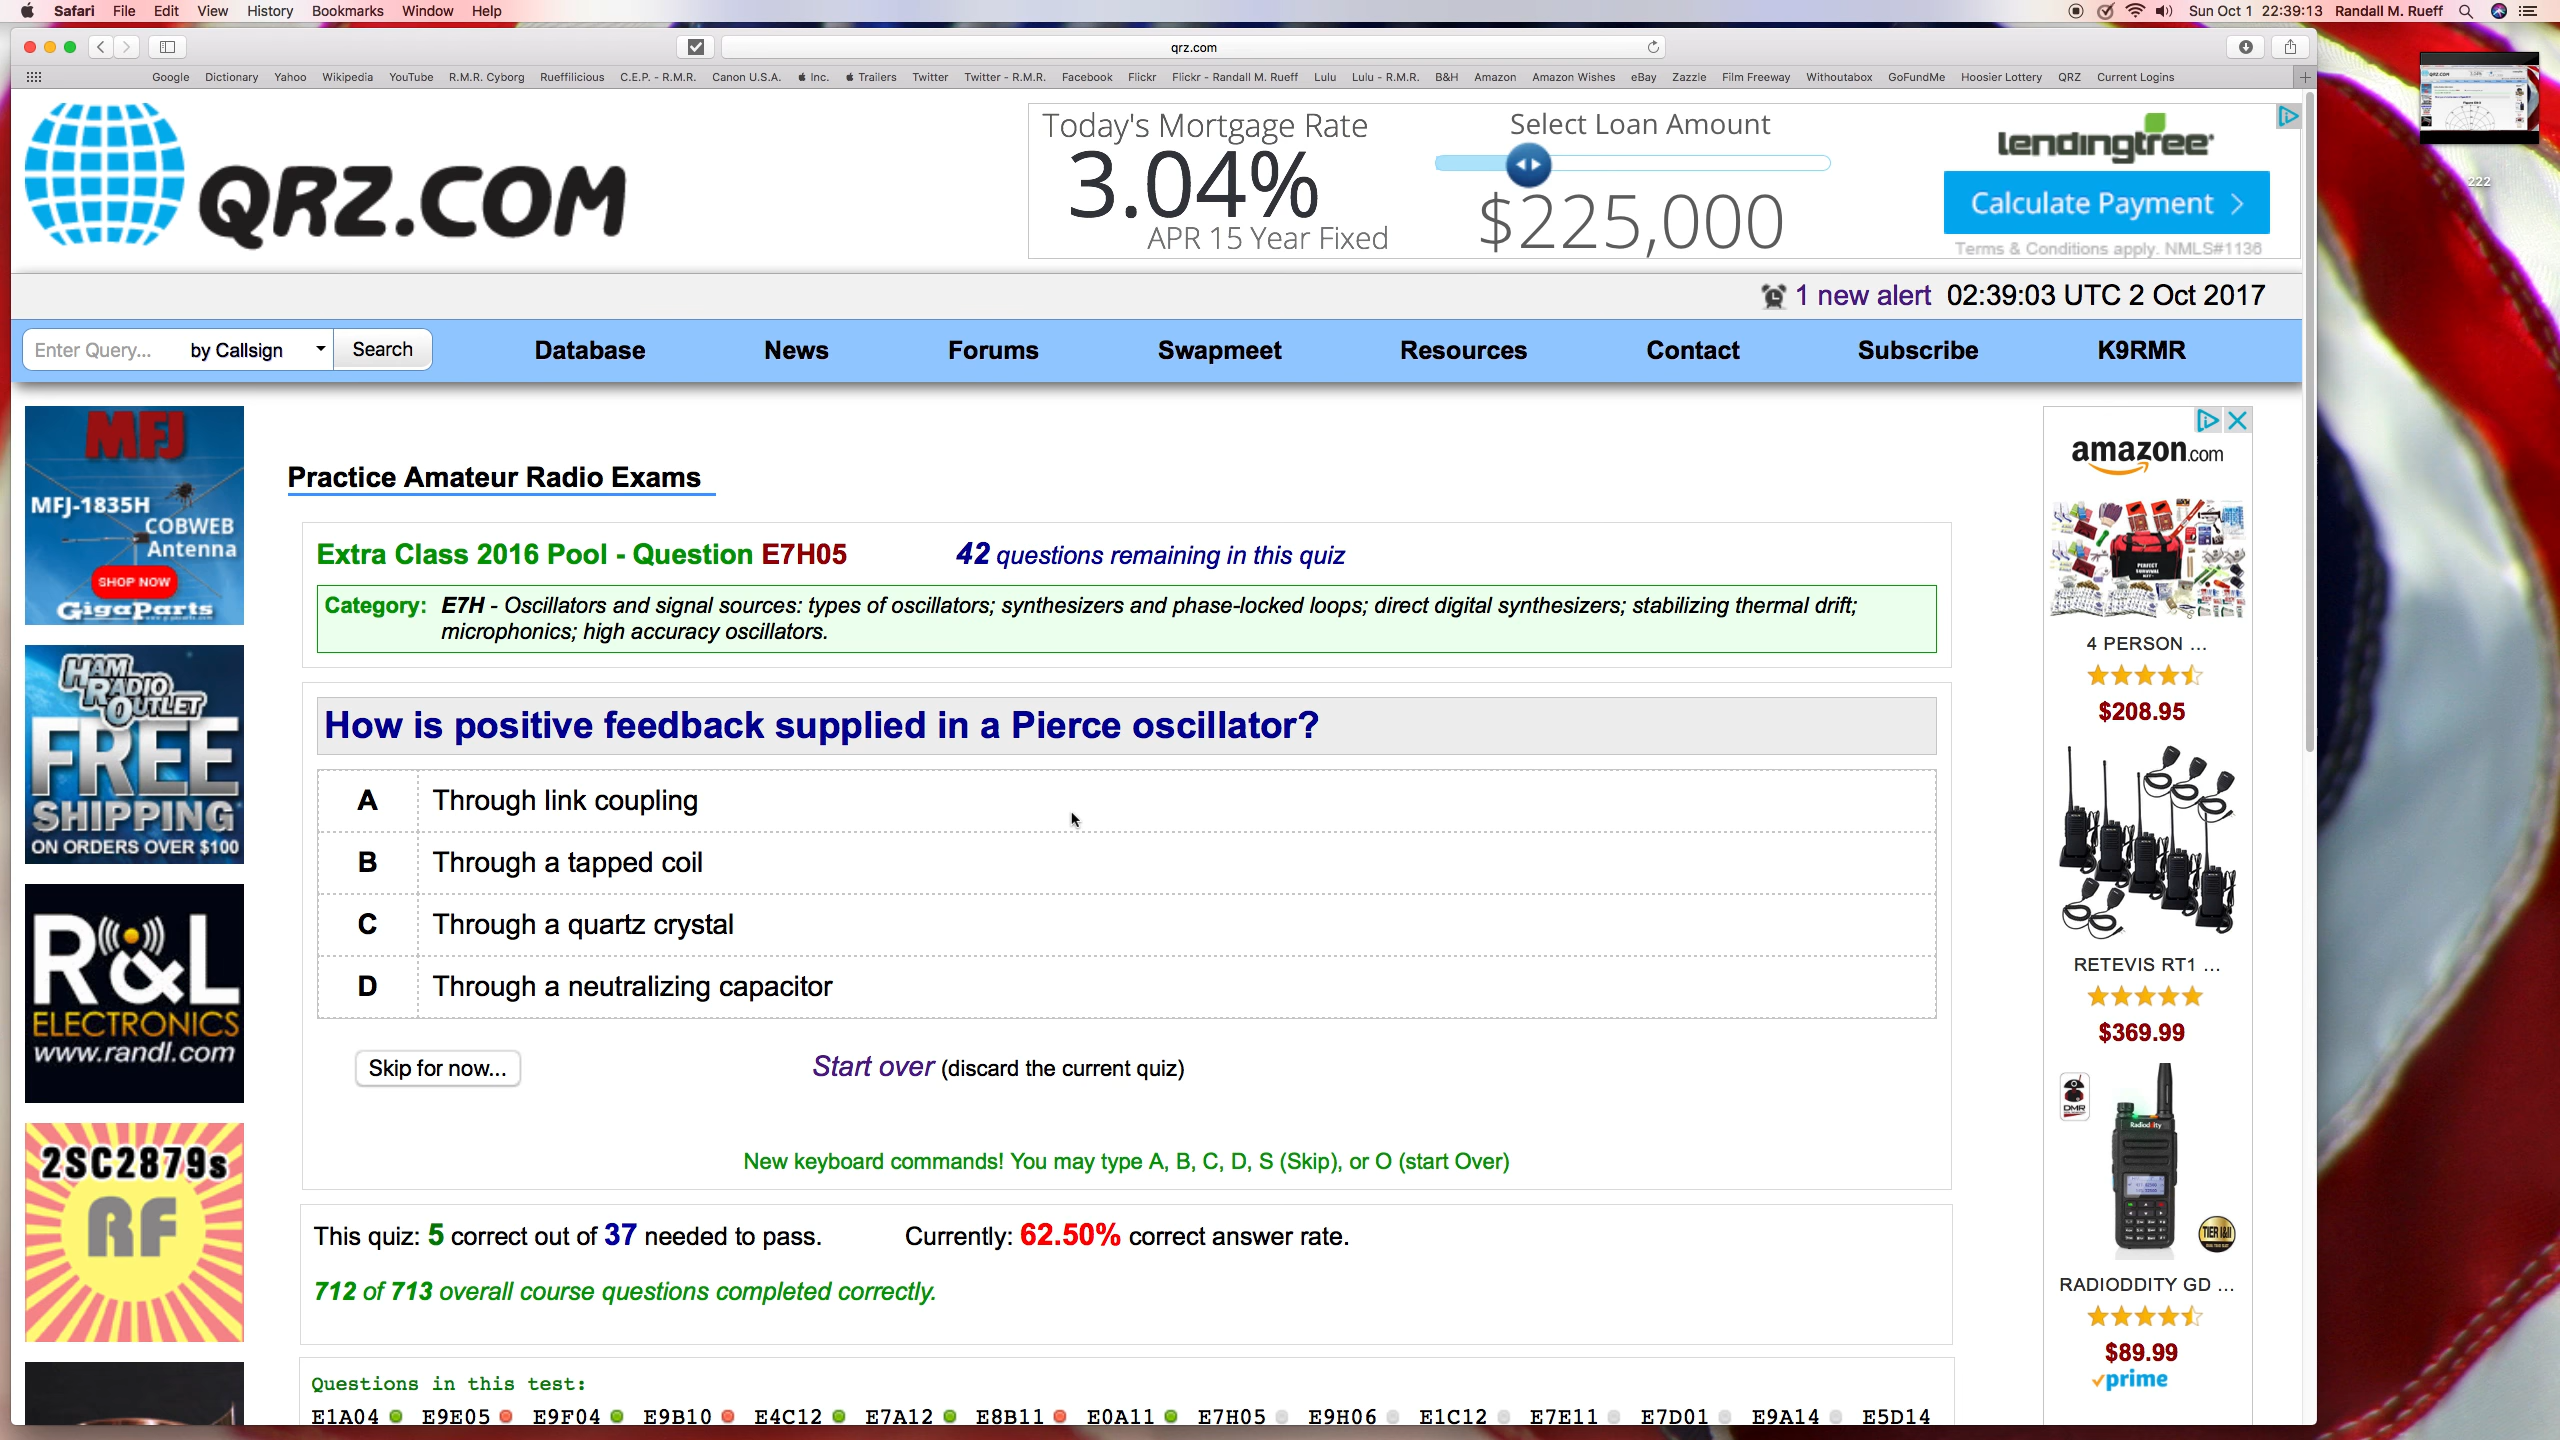 Safari File Edit View History Bookmarks Window Help
Sun Oct 1 22:39:13 Randall M. Rueff
qrz.com
Google Dictionary Yahoo Wikipedia YouTube R.M.R. Cyborg Rueffilicious C.E.P. - R.M.R. Canon U.S.A. Inc. Trailers Twitter Twitter - R.M.R. Facebook Flickr Flickr - Randall M. Rueff Lulu Lulu - R.M.R. B&H Amazon Amazon Wishes eBay Zazzle Film Freeway Withoutabox GoFundMe Hoosier Lottery QRZ Current Logins
222
QRZ.COM
Today's Mortgage Rate
3.04%
APR 15 Year Fixed
Select Loan Amount
$225,000
lendingtree
Calculate Payment >
Terms & Conditions apply. NMLS#1136
1 new alert 02:39:03 UTC 2 Oct 2017
Enter Query... by Callsign Search Database News Forums Swapmeet Resources Contact Subscribe K9RMR
MFJ
MFJ-1835H
COBWEB
Antenna
SHOP NOW
GigaParts
HAM
RADIO
OUTLET
FREE
SHIPPING
ON ORDERS OVER $100
R&L
ELECTRONICS
www.randl.com
2SC2879s
RF
Practice Amateur Radio Exams
Extra Class 2016 Pool - Question E7H05 42 questions remaining in this quiz
Category: E7H - Oscillators and signal sources: types of oscillators; synthesizers and phase-locked loops; direct digital synthesizers; stabilizing thermal drift;
microphonics; high accuracy oscillators.
How is positive feedback supplied in a Pierce oscillator?
A Through link coupling
B Through a tapped coil
C Through a quartz crystal
D Through a neutralizing capacitor
Skip for now... Start over (discard the current quiz)
New keyboard commands! You may type A, B, C, D, S (Skip), or O (start Over)
This quiz: 5 correct out of 37 needed to pass. Currently: 62.50% correct answer rate.
712 of 713 overall course questions completed correctly.
Questions in this test:
E1A04 E9E05 E9F04 E9B10 E4C12 E7A12 E8B11 E0A11 E7H05 E9H06 E1C12 E7E11 E7D01 E9A14 E5D14
amazon.com
PERFECT
SURVIVAL
KIT
4 PERSON ...
$208.95
RETEVIS RT1 ...
$369.99
DMR
Radioddity
TIER I&II
RADIODDITY GD ...
$89.99
prime